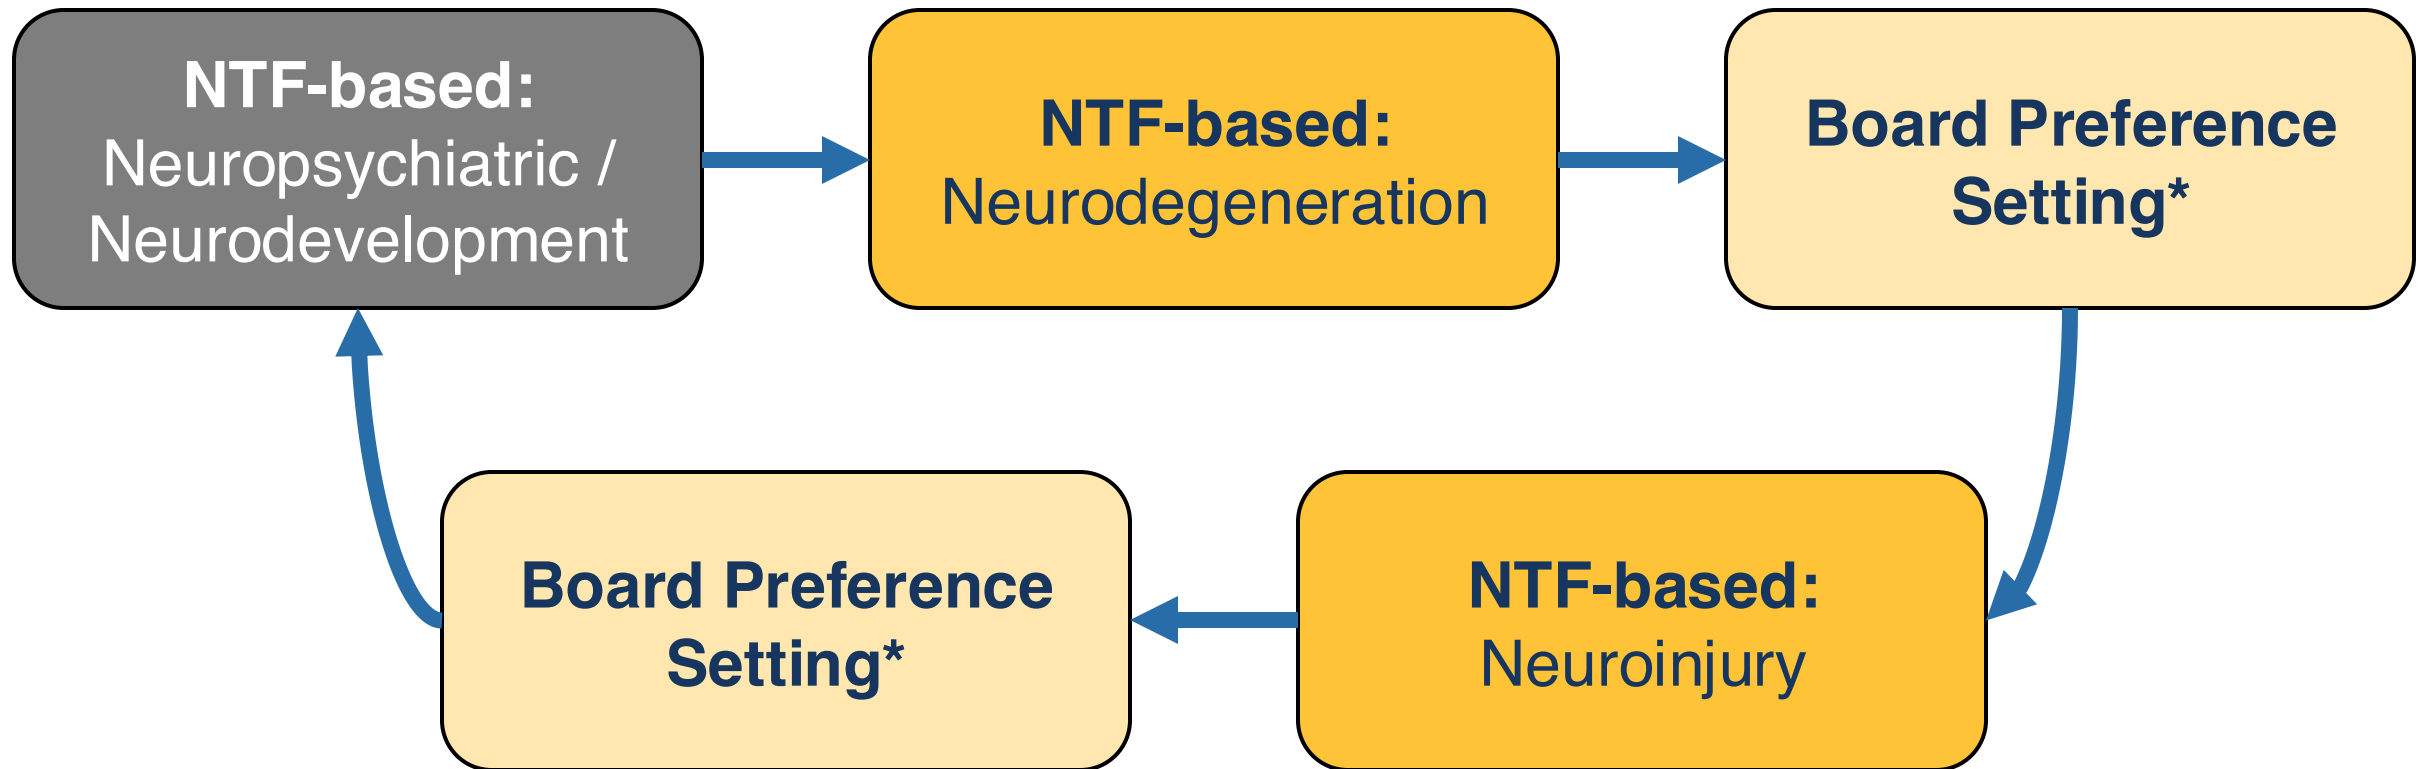 NTF-based:
Neuropsychiatric /
Neurodevelopment
NTF-based:
Neurodegeneration
Board Preference
Setting*
Board Preference
Setting*
NTF-based:
Neuroinjury